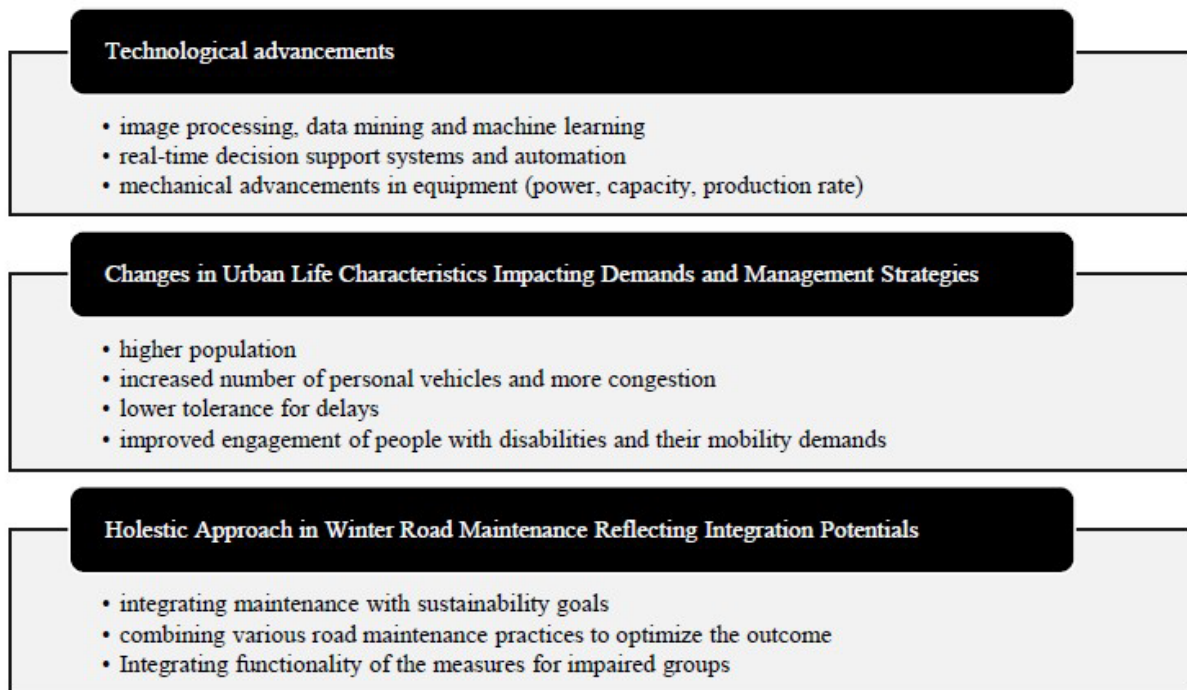 Technological advancements
• image processing, data mining and machine learning
• real-time decision support systems and automation
• mechanical advancements in equipment (power, capacity, production rate)
Changes in Urban Life Characteristics Impacting Demands and Management Strategies
• higher population
• increased number of personal vehicles and more congestion
• lower tolerance for delays
• improved engagement of people with disabilities and their mobility demands
Holestic Approach in Winter Road Maintenance Reflecting Integration Potentials
• integrating maintenance with sustainability goals
• combining various road maintenance practices to optimize the outcome
• Integrating functionality of the measures for impaired groups